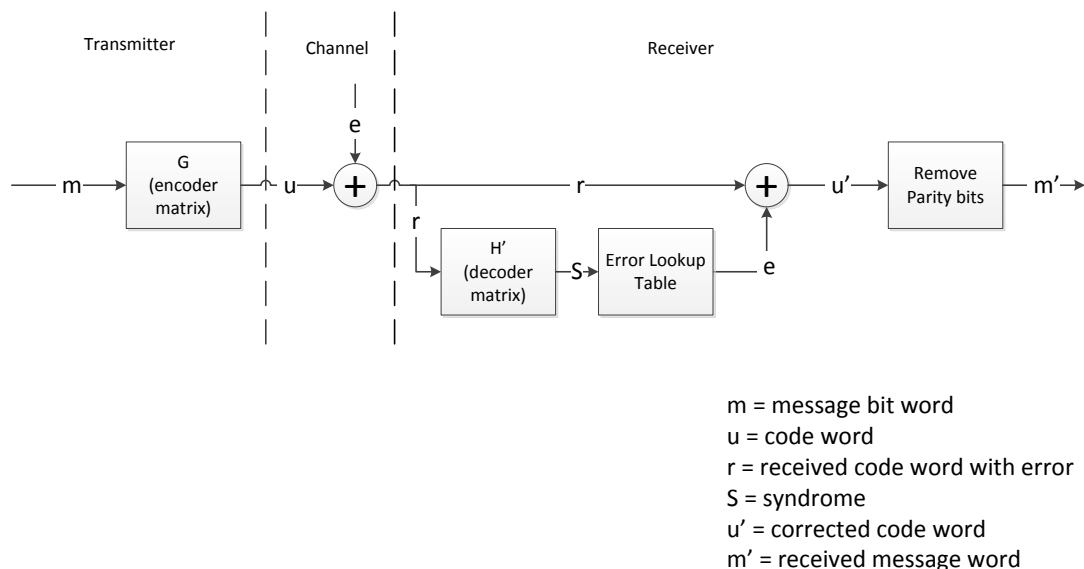 Transmitter
Channel
Receiver
e
G
(encoder
matrix)
m
u
+
r
+
u'
Remove
Parity bits
m'
r
H'
(decoder
matrix)
S
Error Lookup
Table
e
m = message bit word
u = code word
r = received code word with error
S = syndrome
u' = corrected code word
m' = received message word